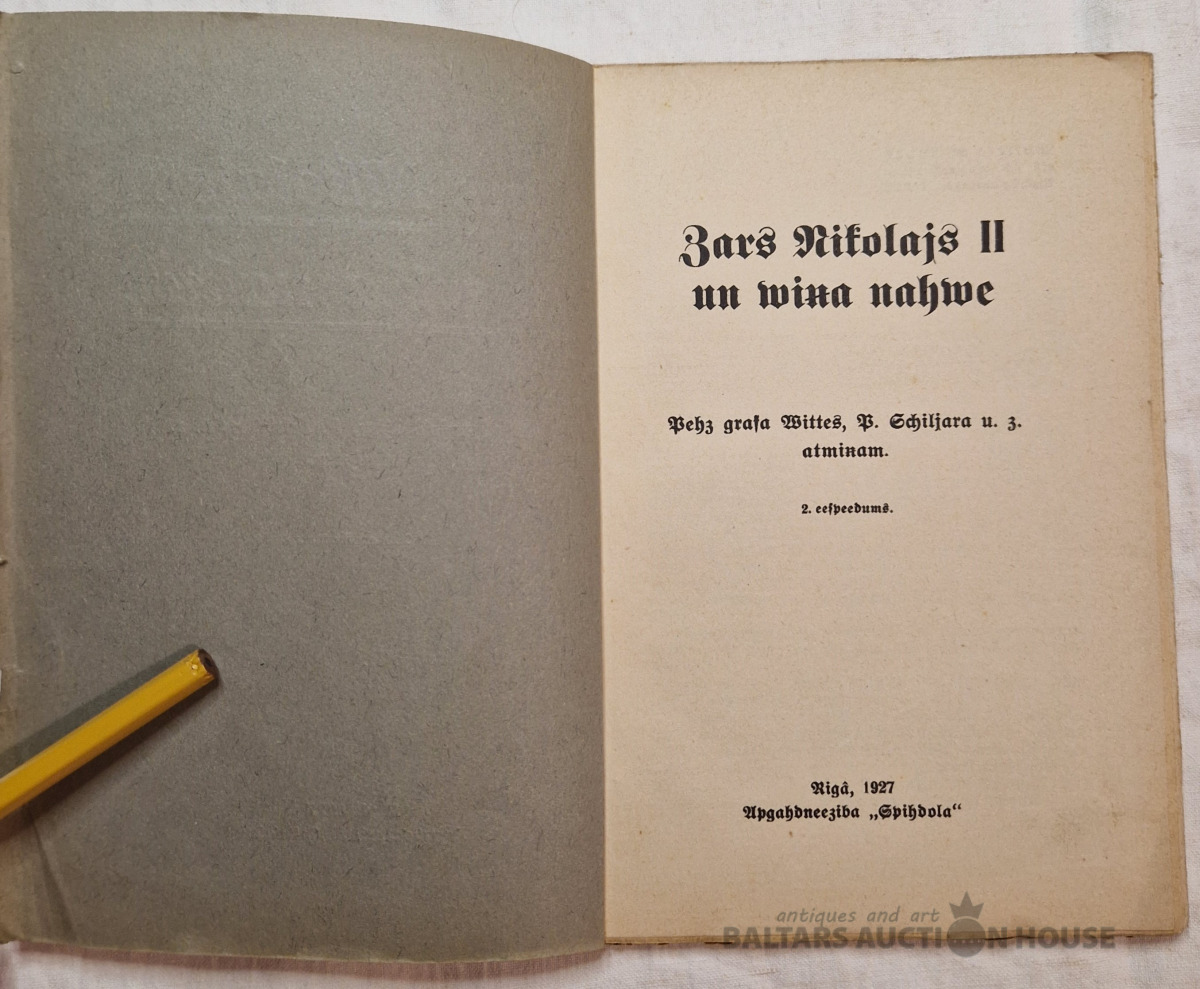 Zars Nikolajs II
un wiņa nahwe
Pehz grafa Wittes, P. Schiljara u. z.
atmiņam.
2. eespeedums.
Rigâ, 1927
Apgahdneeziba „Spihdola“
antiques and art
BALTARS AUCTION HOUSE